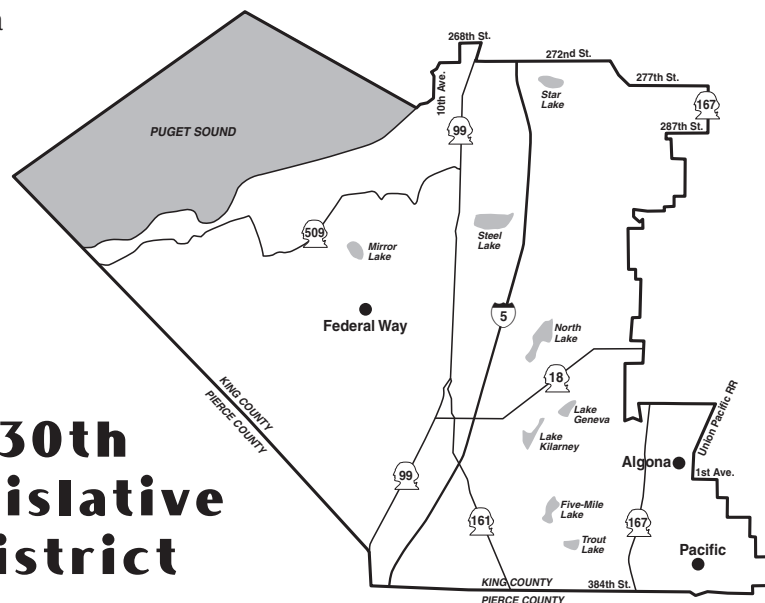 268th St.
272nd St.
277th St.
10th Ave.
Star
Lake
167
99
287th St.
PUGET SOUND
509
Mirror
Lake
Steel
Lake
Federal Way
5
North
Lake
18
KING COUNTY
PIERCE COUNTY
Lake
Geneva
Lake
Kilarney
Union Pacific RR
30th
islative
istrict
Algona
1st Ave.
99
161
Five-Mile
Lake
167
Trout
Lake
Pacific
KING COUNTY
384th St.
PIERCE COUNTY